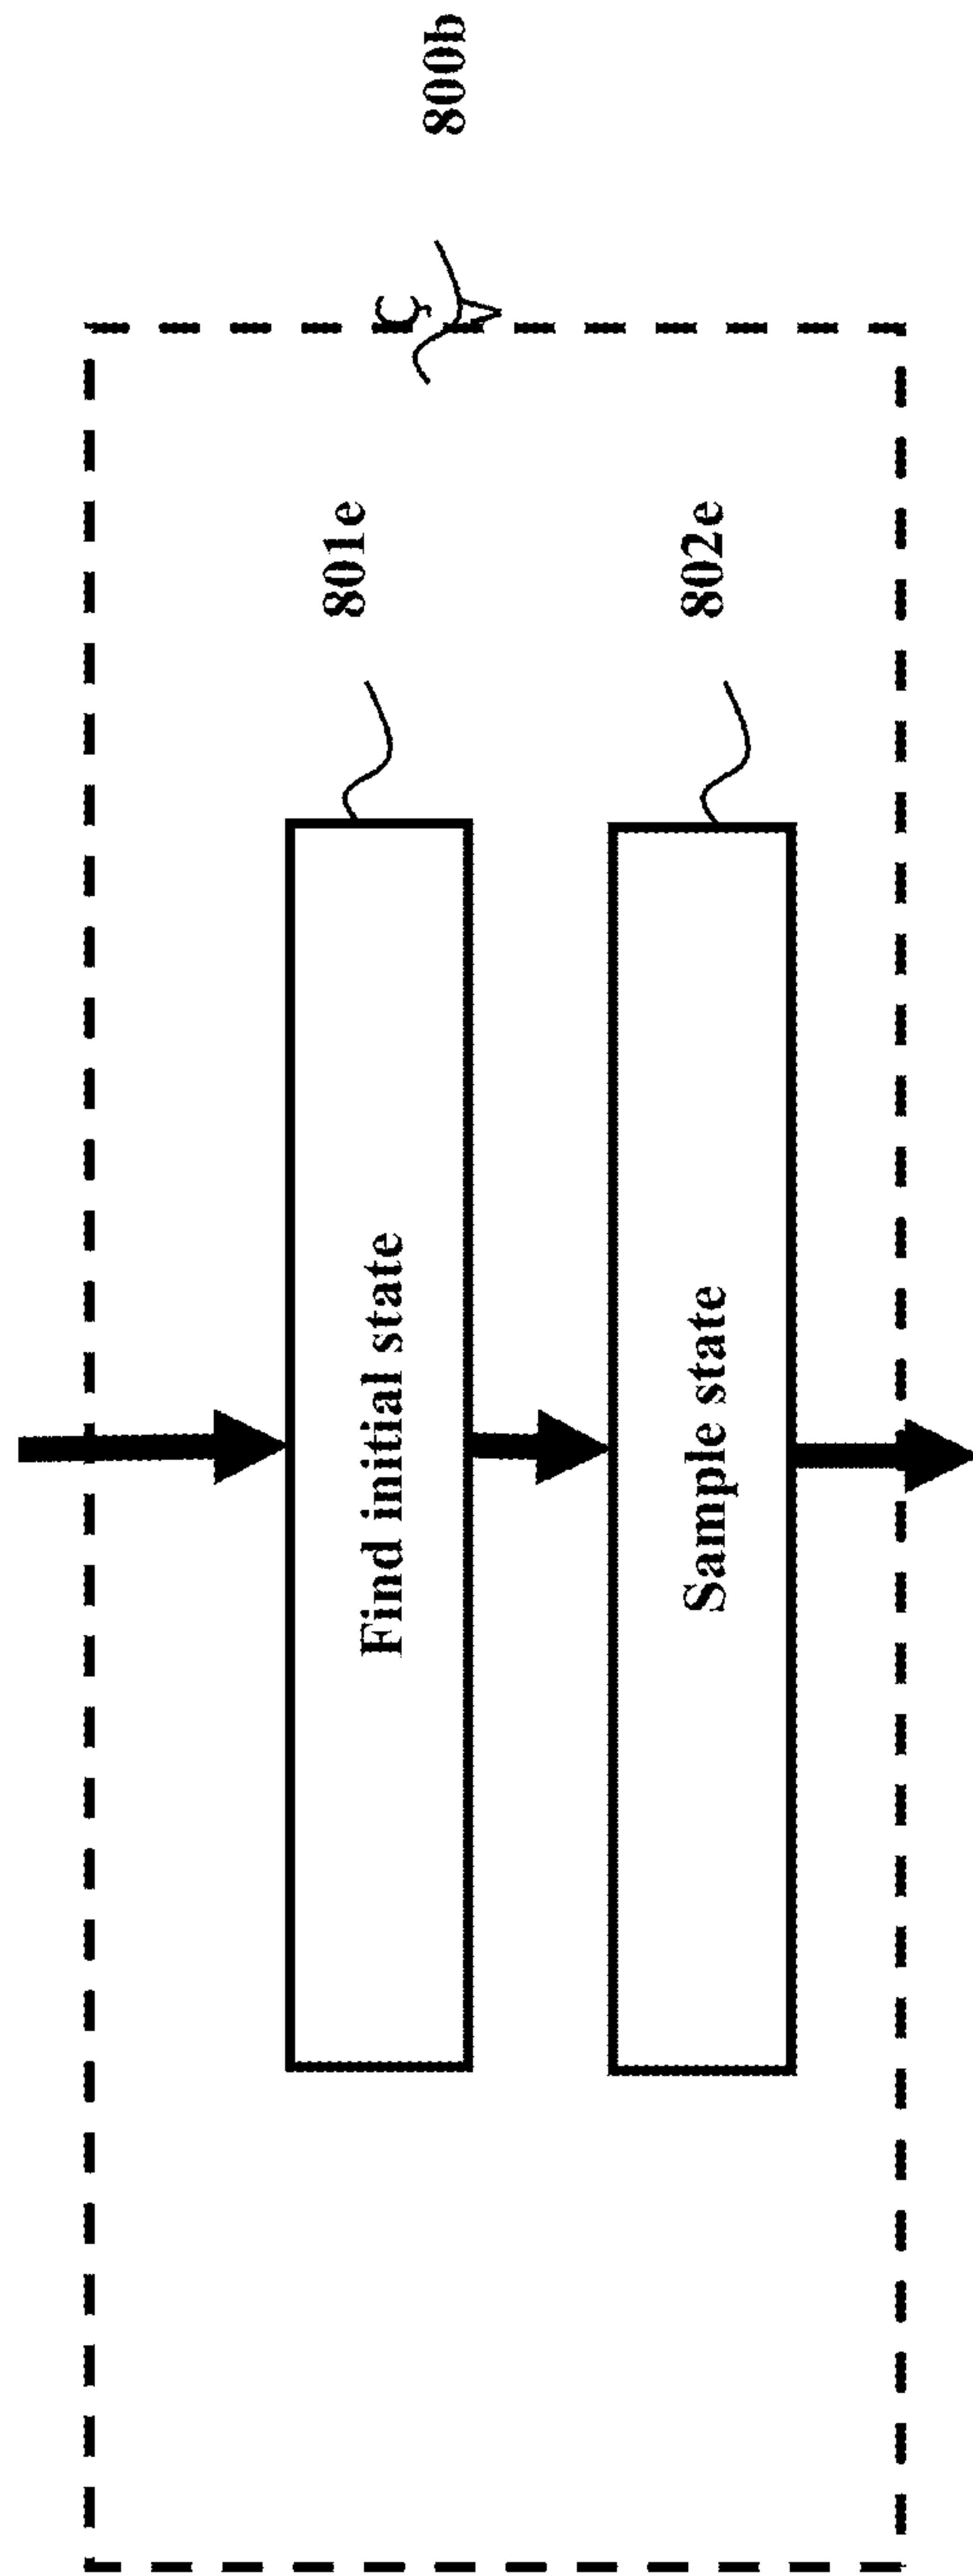 800b
801e
Find initial state
802e
Sample state